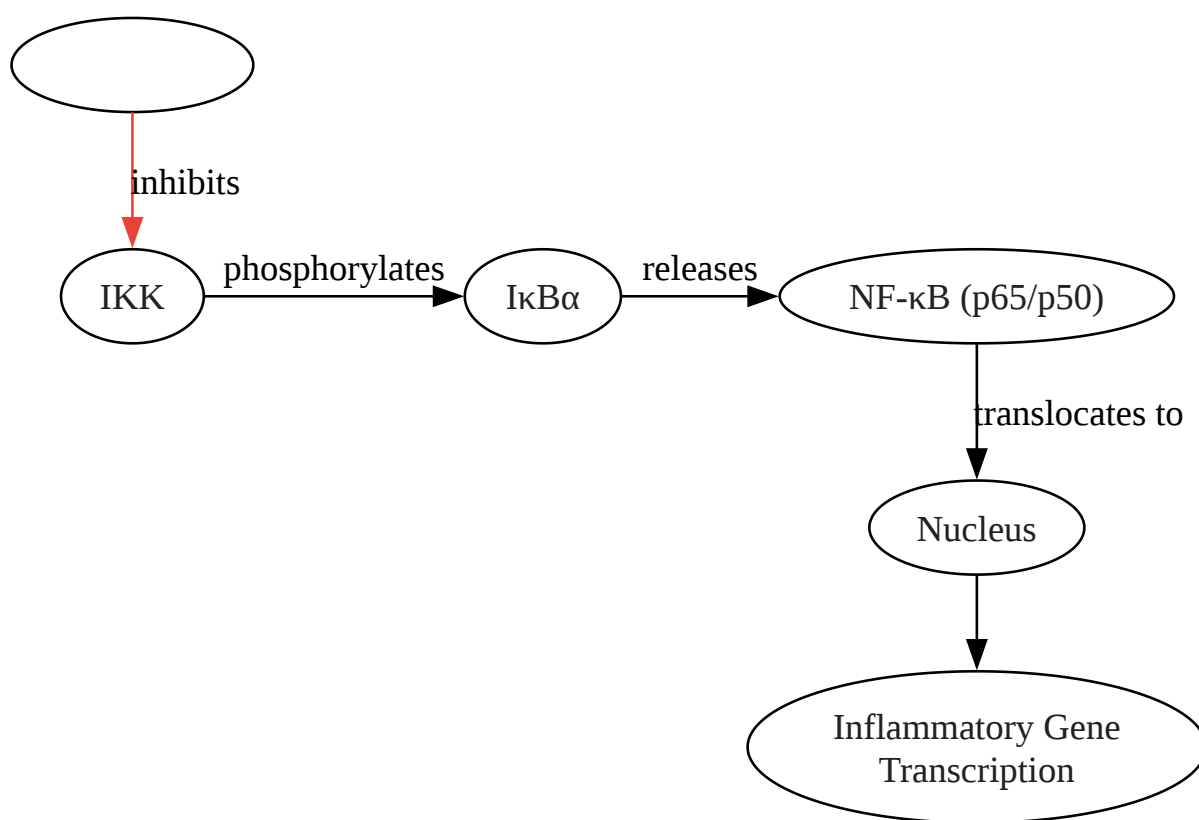 inhibits
IKK
phosphorylates
IκBα
releases
NF-κB (p65/p50)
translocates to
Nucleus
Inflammatory Gene
Transcription